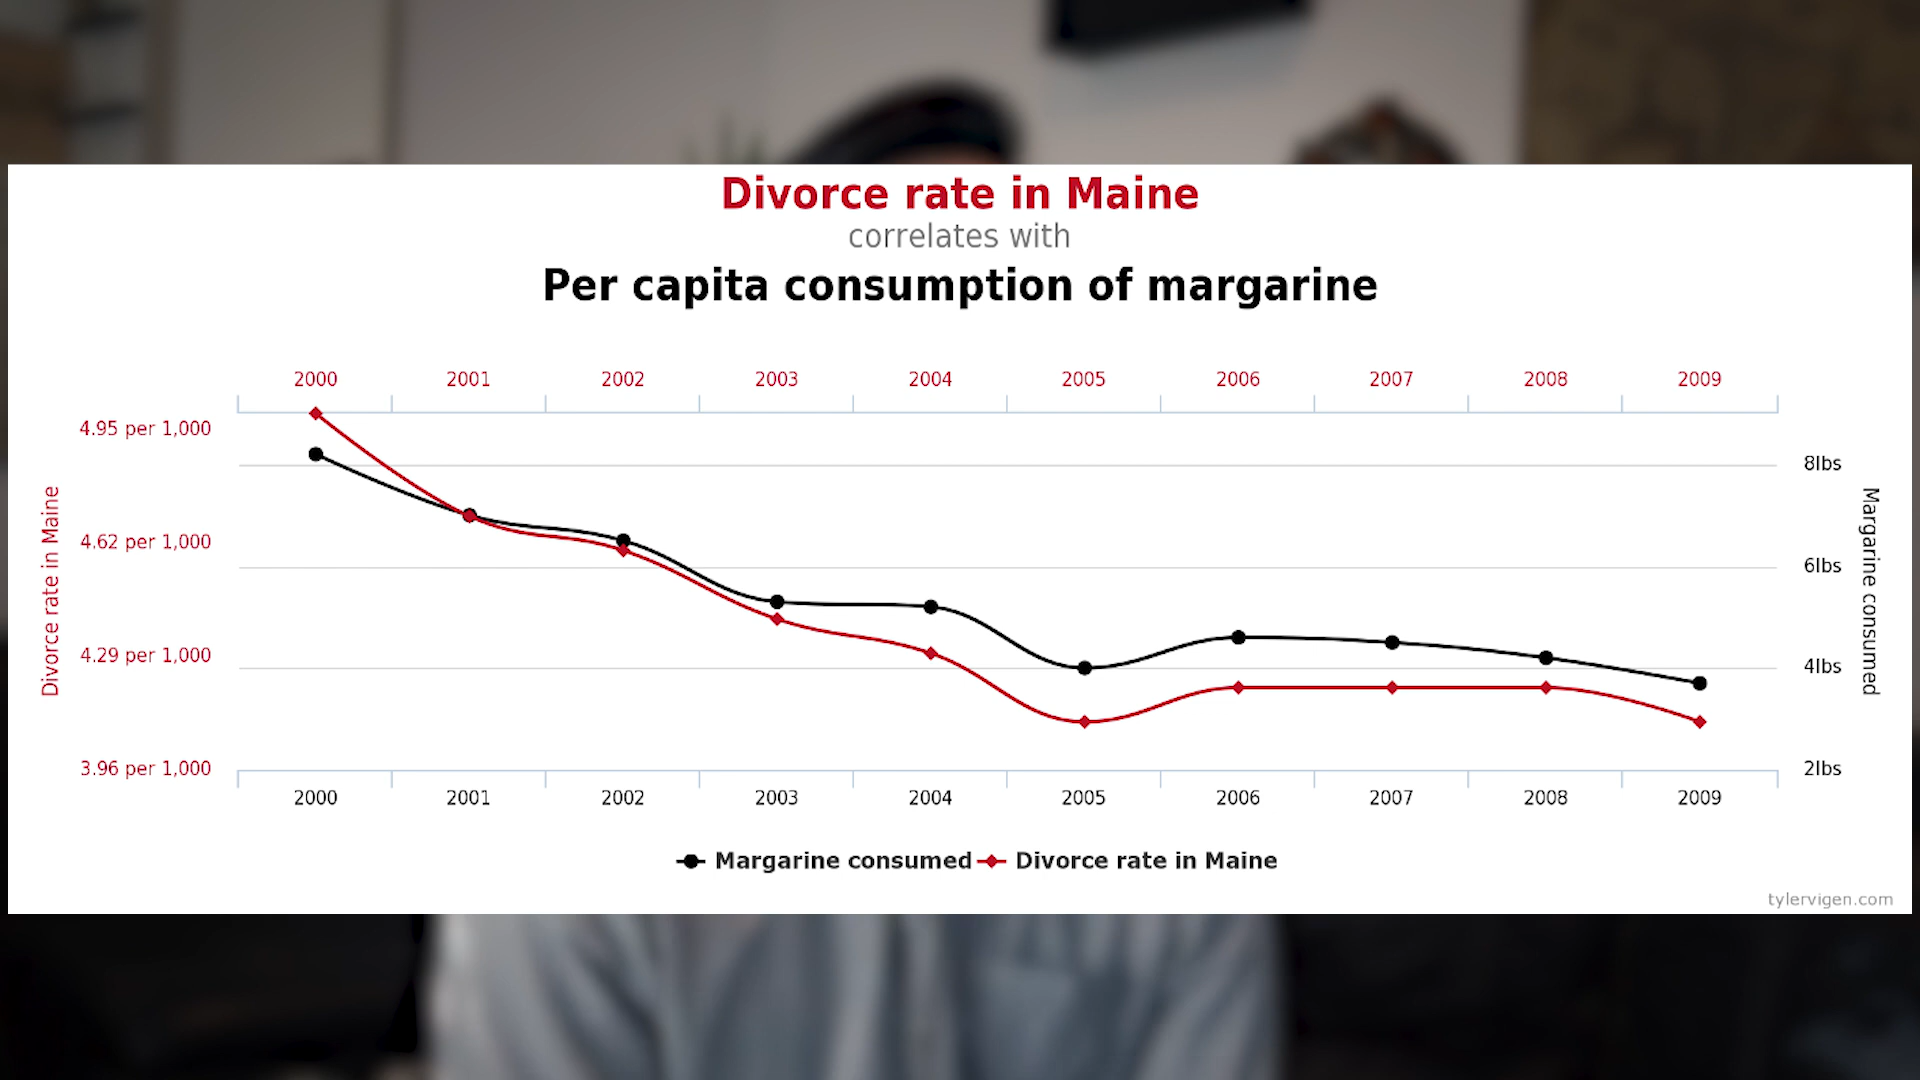 Divorce rate in Maine
correlates with
Per capita consumption of margarine
2000 2001 2002 2003 2004 2005 2006 2007 2008 2009
4.95 per 1,000
4.62 per 1,000
4.29 per 1,000
3.96 per 1,000
Divorce rate in Maine
8lbs
6lbs
4lbs
2lbs
Margarine consumed
2000 2001 2002 2003 2004 2005 2006 2007 2008 2009
Margarine consumed Divorce rate in Maine
tylervigen.com